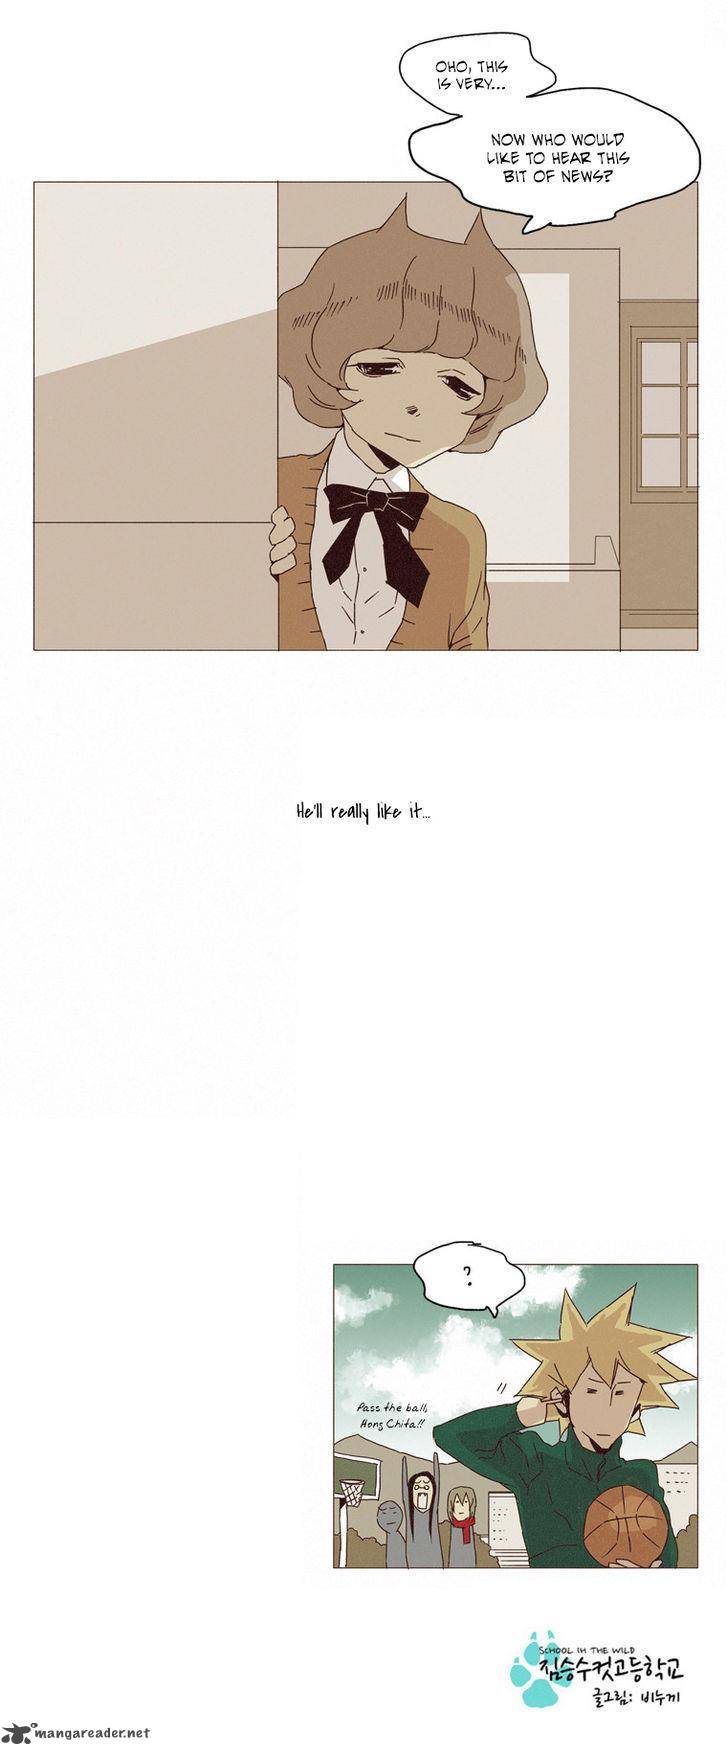 OHO, THIS
IS VERY...
NOW WHO WOULD
LIKE TO HEAR THIS
BIT OF NEWS?
He'll really like it...
?
Pass the ball,
Hong Chita!!
SCHOOL IN THE WILD
짐승수컷고등학교
글그림: 비누끼
mangareader.net